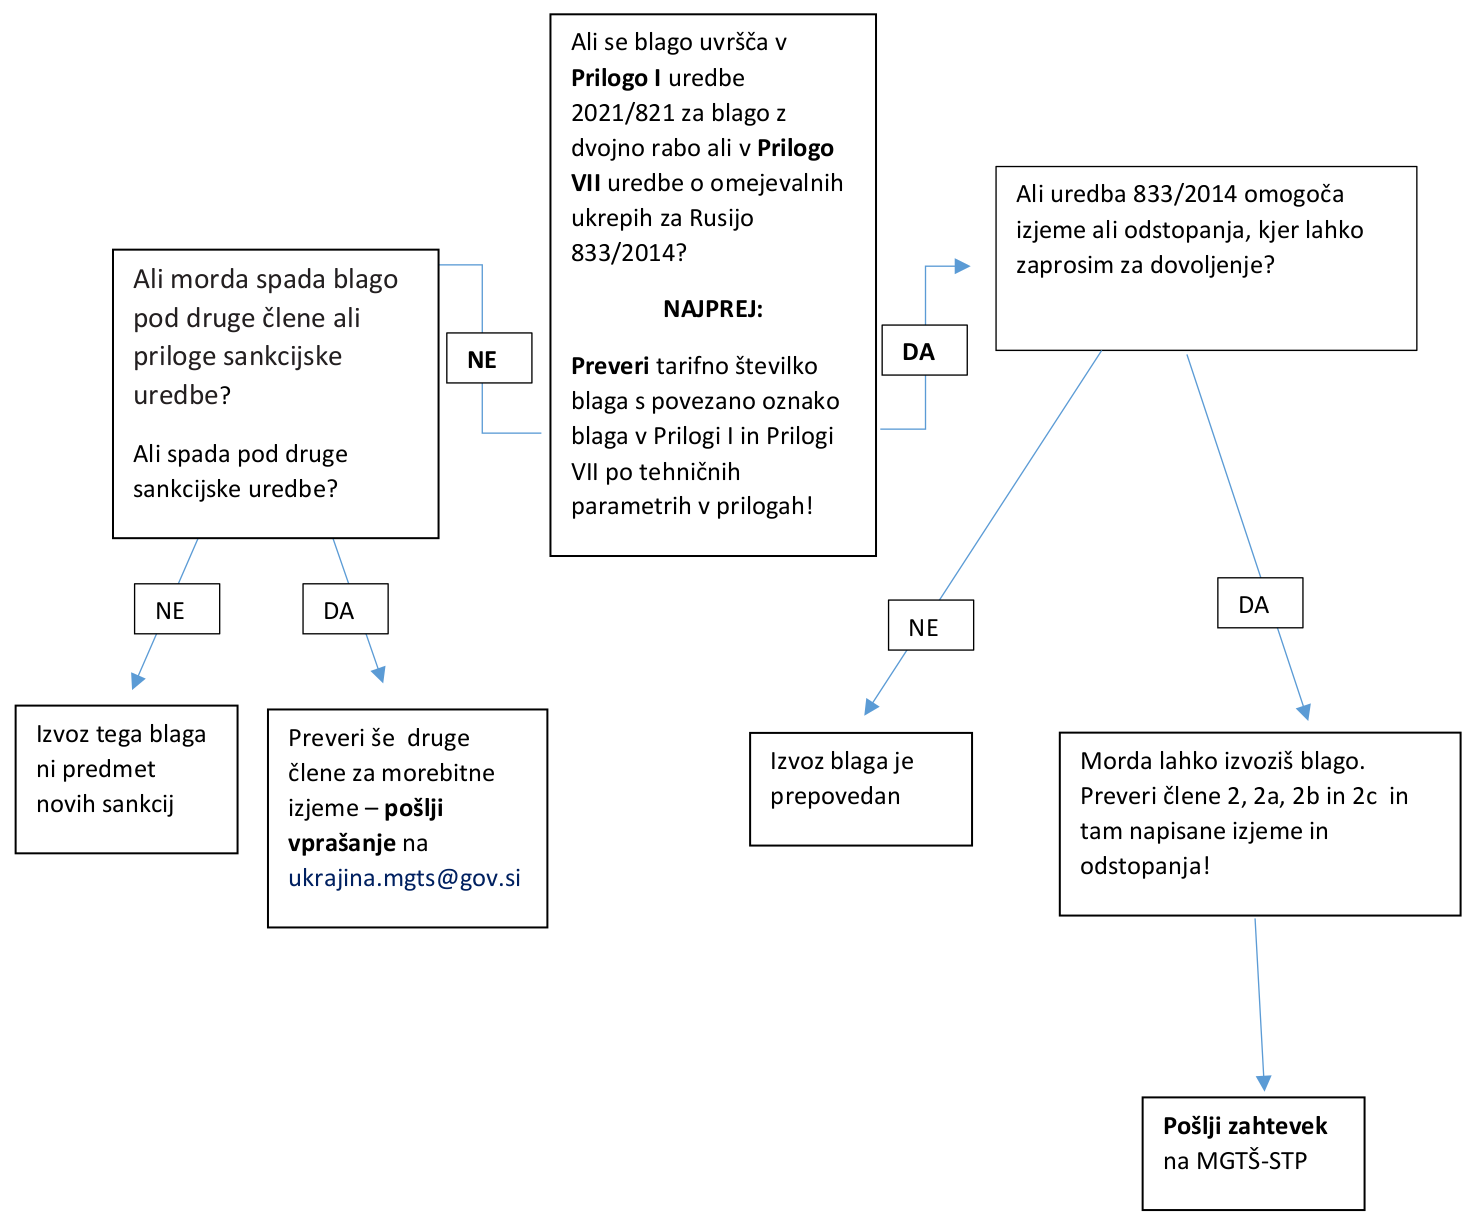 Ali se blago uvršča v
Prilogo I uredbe
2021/821 za blago z
dvojno rabo ali v Prilogo
VII uredbe o omejevalnih
ukrepih za Rusijo
833/2014?
NAJPREJ:
Preveri tarifno številko
blaga s povezano oznako
blaga v Prilogi I in Prilogi
VII po tehničnih
parametrih v prilogah!
NE
DA
Ali morda spada blago
pod druge člene ali
priloge sankcijske
uredbe?
Ali spada pod druge
sankcijske uredbe?
NE
DA
Izvoz tega blaga
ni predmet
novih sankcij
Preveri še  druge
člene za morebitne
izjeme – pošlji
vprašanje na
ukrajina.mgts@gov.si
Ali uredba 833/2014 omogoča
izjeme ali odstopanja, kjer lahko
zaprosim za dovoljenje?
NE
DA
Izvoz blaga je
prepovedan
Morda lahko izvoziš blago.
Preveri člene 2, 2a, 2b in 2c  in
tam napisane izjeme in
odstopanja!
Pošlji zahtevek
na MGTŠ-STP